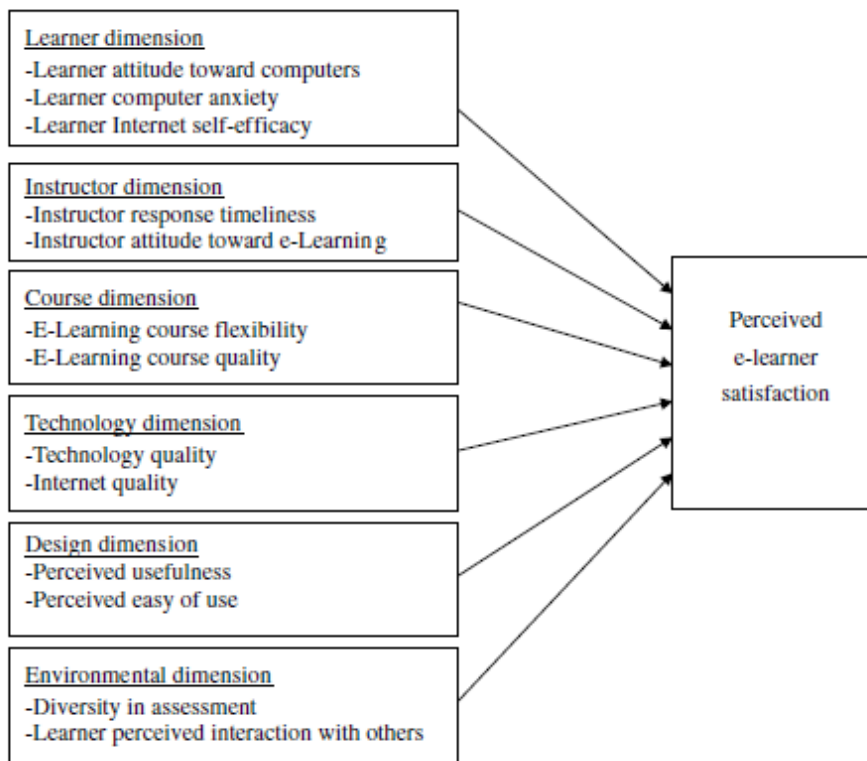 Learner dimension
-Learner attitude toward computers
-Learner computer anxiety
-Learner Internet self-efficacy
Instructor dimension
-Instructor response timeliness
-Instructor attitude toward e-Learning
Course dimension
-E-Learning course flexibility
-E-Learning course quality
Technology dimension
-Technology quality
-Internet quality
Design dimension
-Perceived usefulness
-Perceived easy of use
Environmental dimension
-Diversity in assessment
-Learner perceived interaction with others
Perceived
e-learner
satisfaction